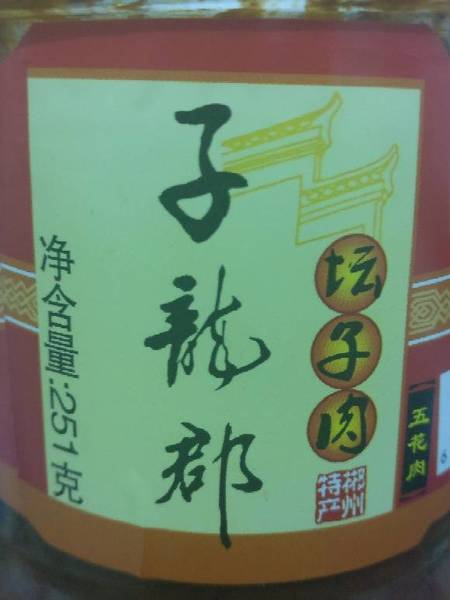 子龍郡
坛子肉
郴州
特产
净含量:251克
【五花肉】
6